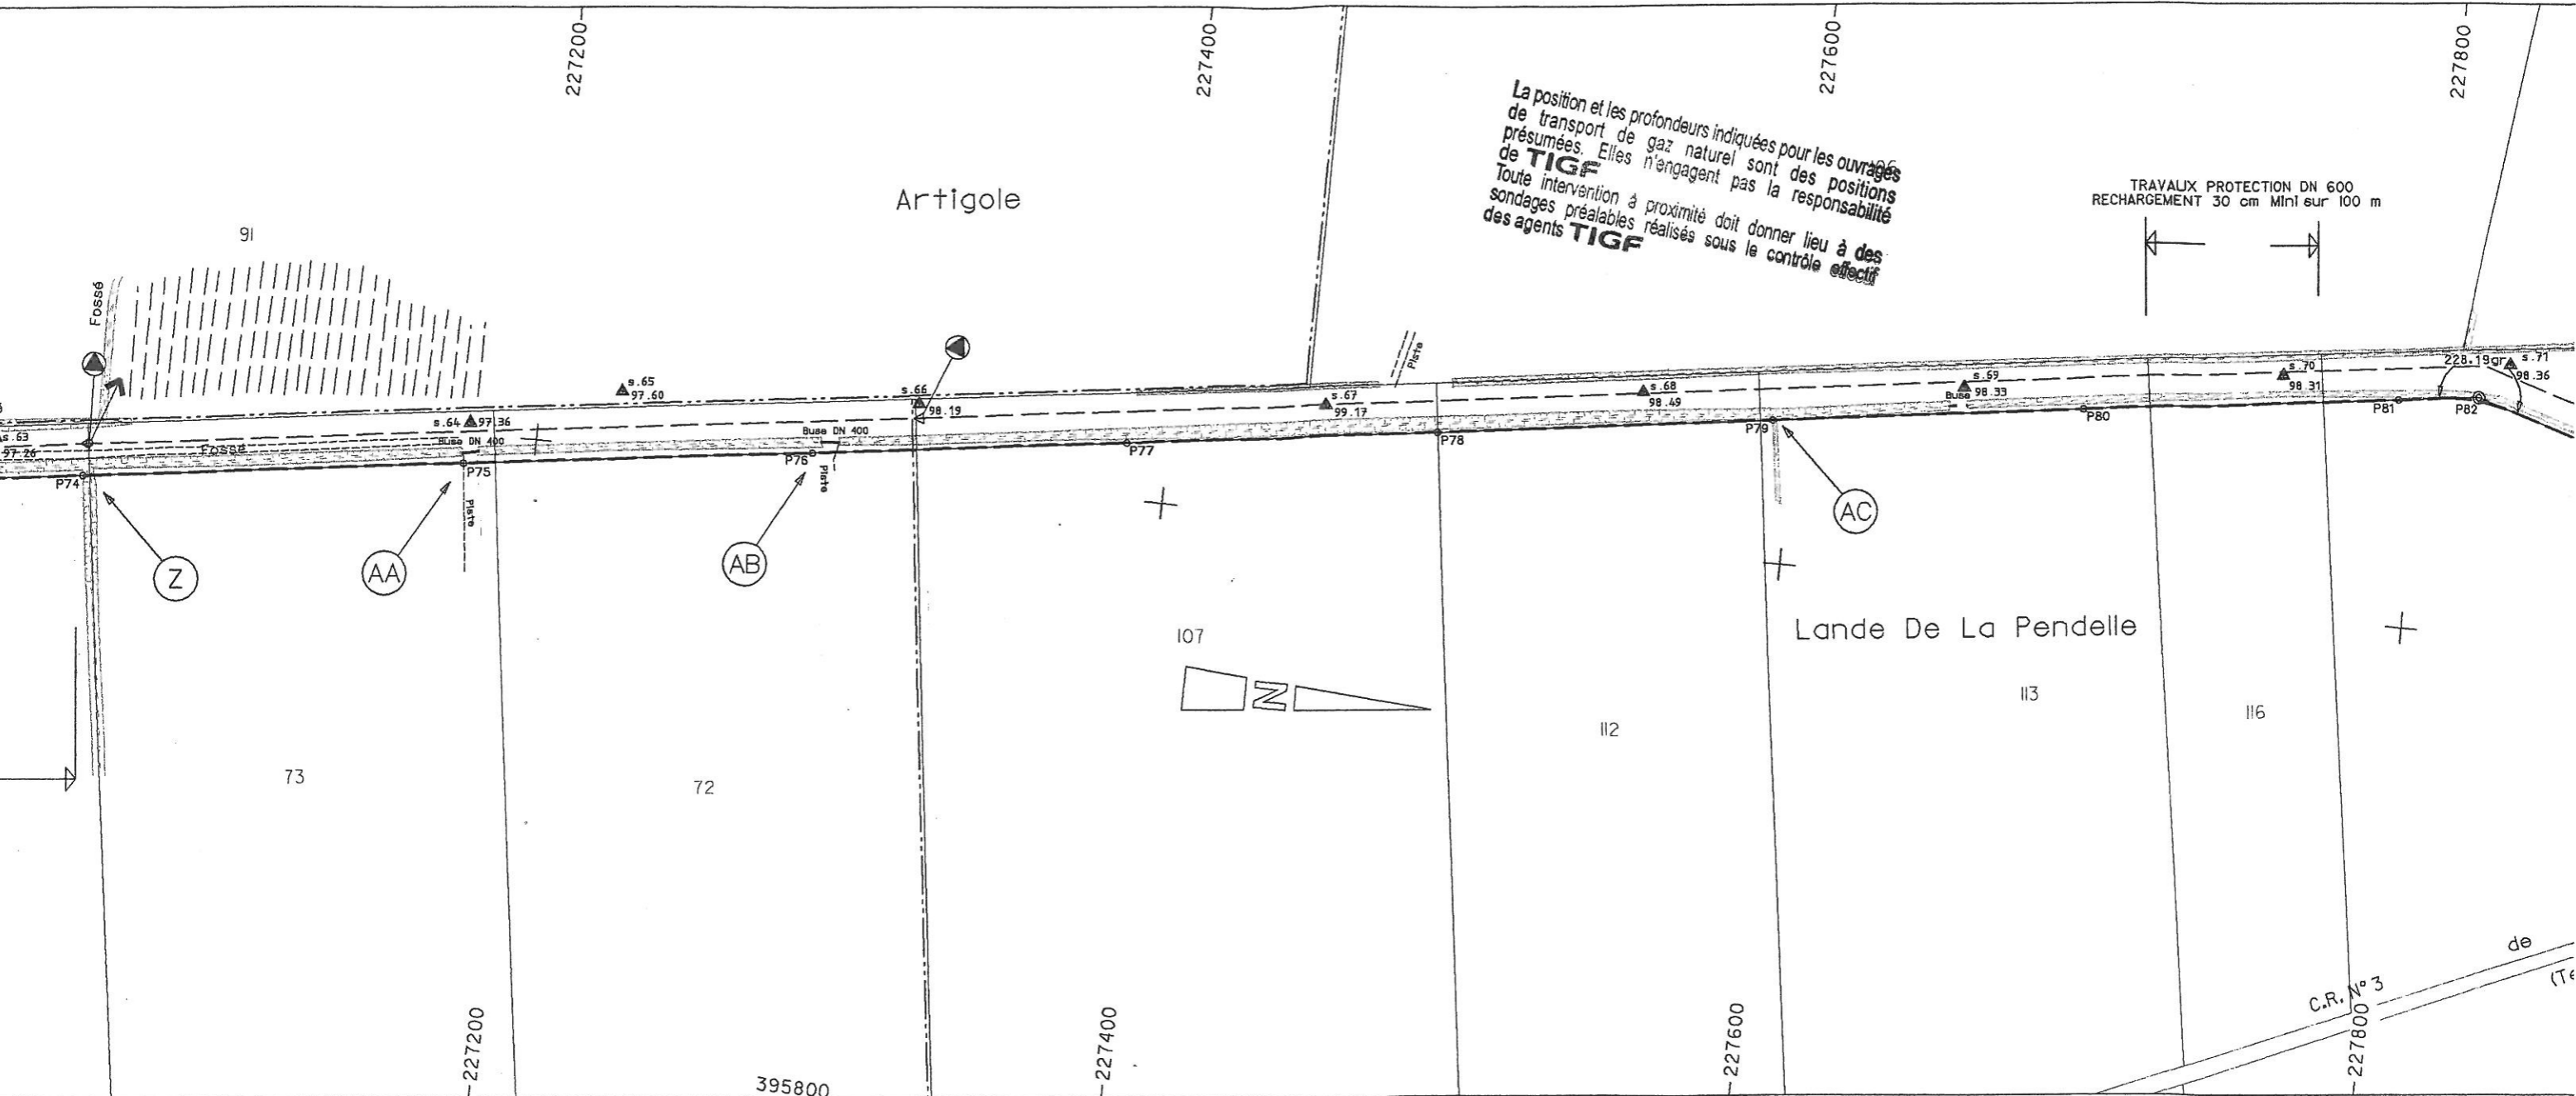 227200
227400
227600
227800
La position et les profondeurs indiquées pour les ouvrages
de transport de gaz naturel sont des positions
présumées. Elles n'engagent pas la responsabilité
de TIGF
Toute intervention à proximité doit donner lieu à des
sondages préalables réalisés sous le contrôle effectif
des agents TIGF
TRAVAUX PROTECTION DN 600
RECHARGEMENT 30 cm Mini sur 100 m
Artigole
91
Fossé
Piste
s.63
97.26
Fossé
s.64 97.36
Buse DN 400
s.65
97.60
Buse DN 400
s.66
98.19
s.67
99.17
s.68
98.49
s.69
98.33
Buse
s.70
98.31
228.19gr
s.71
98.36
P74
P75
P76
P77
P78
P79
P80
P81
P82
Piste
Piste
Z
AA
AB
AC
107
Lande De La Pendelle
N
113
112
116
73
72
de
C.R. N° 3
(Te
227200
227400
227600
227800
395800